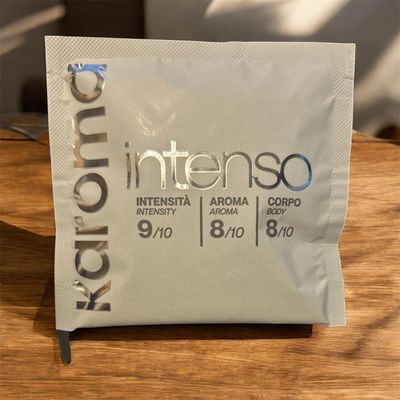 karoma
intenso
INTENSITÀ AROMA CORPO
INTENSITY AROMA BODY
9/10 8/10 8/10